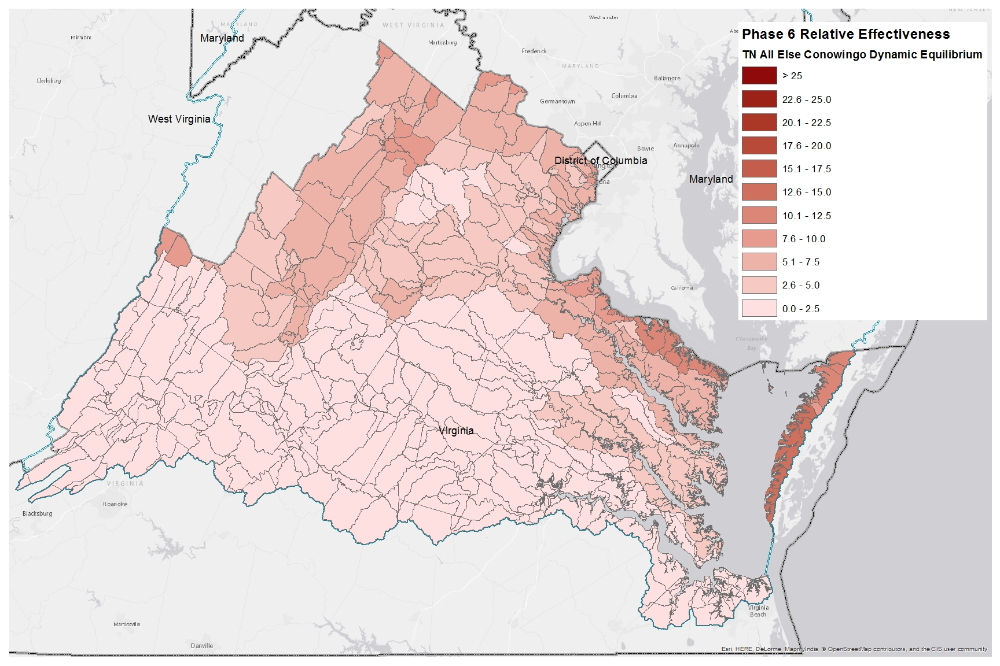 NEW JERSEY
Westminster
MARYLAND
WEST VIRGINIA
Maryland
Fairmont
Martinsburg
Frederick
MARYLAND
Clarksburg
Baltimore
Columbia
Germantown
West Virginia
Aspen Hill
Annapolis
Bowie
District of Columbia
Maryland
California
Chesapeake
Bay
Virginia
VIRGINIA
Roanoke
Blacksburg
Virginia
Beach
Martinsville
Danville
Phase 6 Relative Effectiveness
TN All Else Conowingo Dynamic Equilibrium
> 25
22.6 - 25.0
20.1 - 22.5
17.6 - 20.0
15.1 - 17.5
12.6 - 15.0
10.1 - 12.5
7.6 - 10.0
5.1 - 7.5
2.6 - 5.0
0.0 - 2.5
Esri, HERE, DeLorme, MapmyIndia, © OpenStreetMap contributors, and the GIS user community